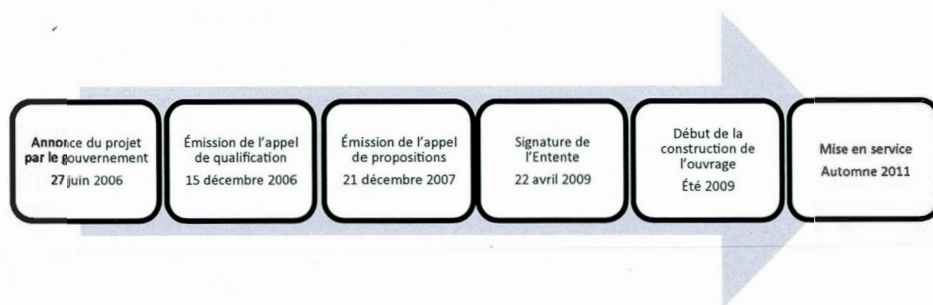 Annonce du projet
par le gouvernement
27 juin 2006
Émission de l'appel
de qualification
15 décembre 2006
Émission de l'appel
de propositions
21 décembre 2007
Signature de
l'Entente
22 avril 2009
Début de la
construction de
l'ouvrage
Été 2009
Mise en service
Automne 2011